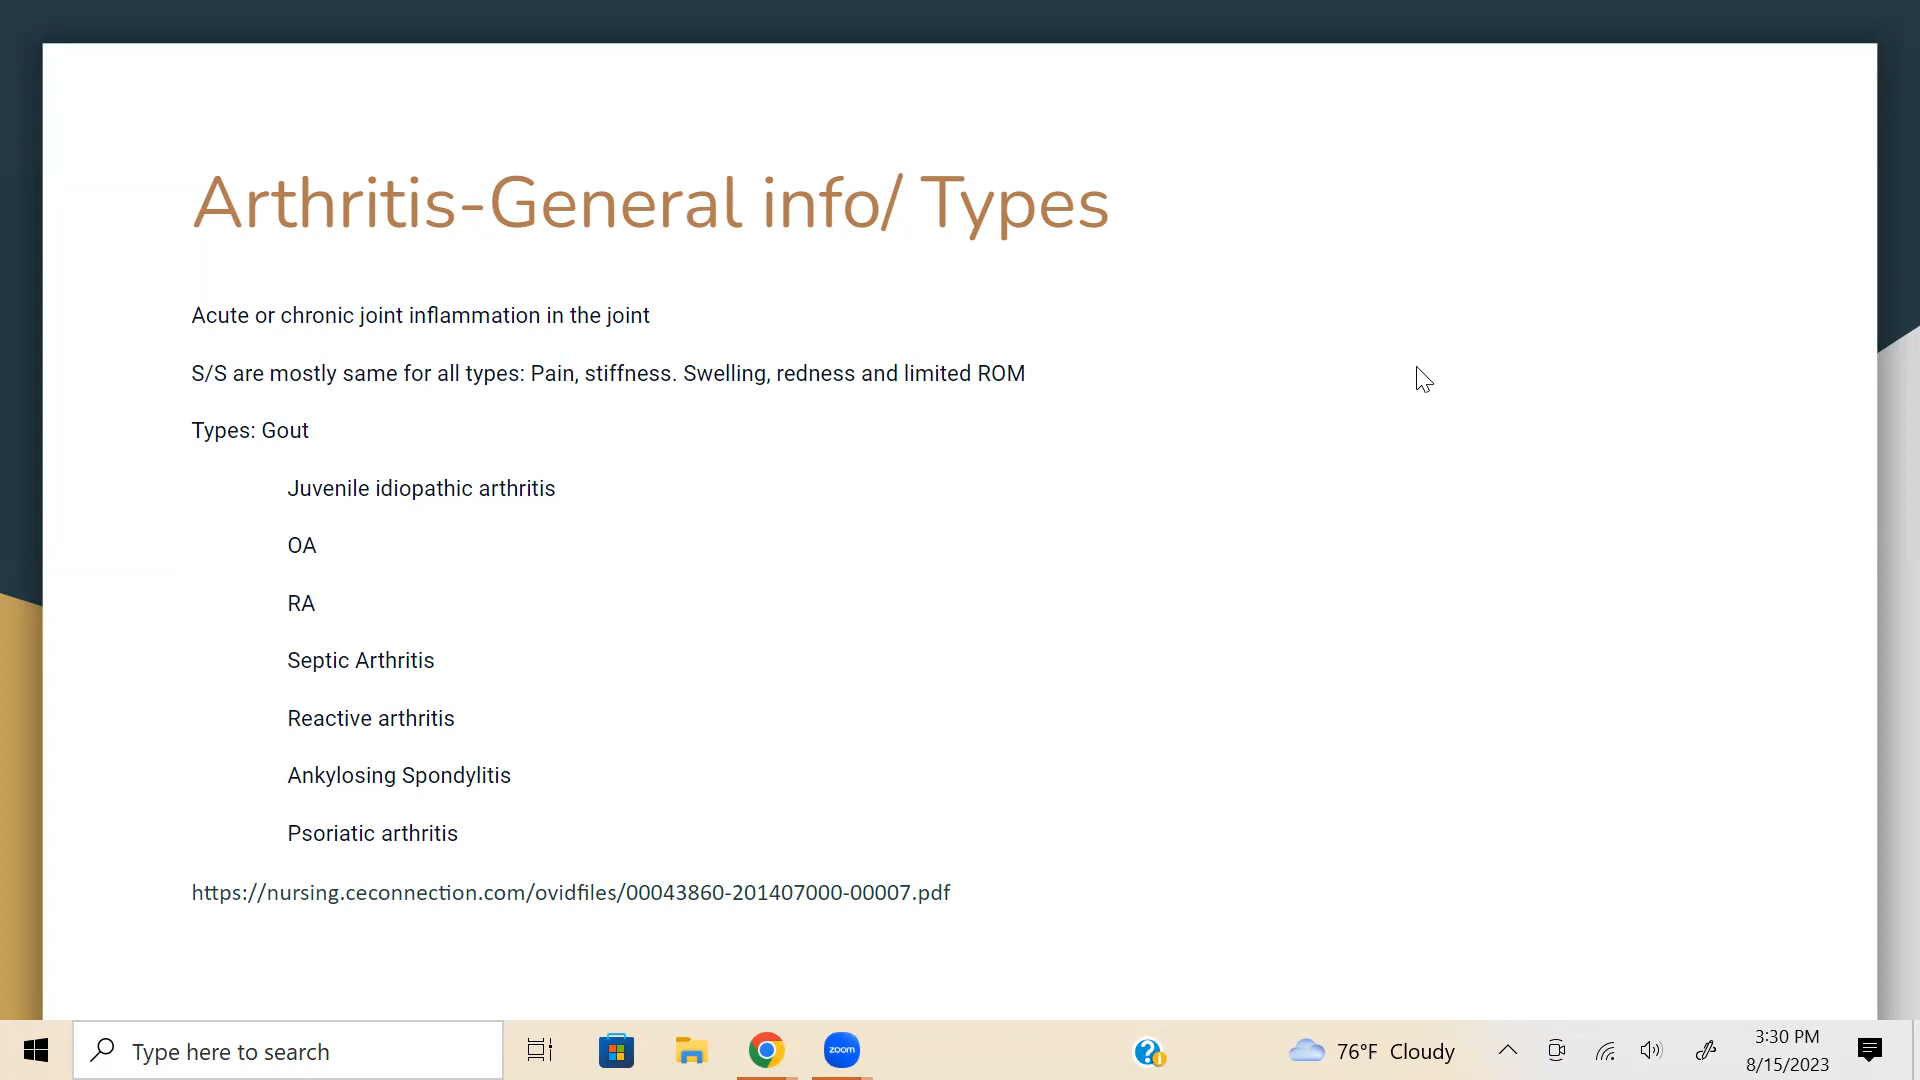 Arthritis-General info/ Types
Acute or chronic joint inflammation in the joint
S/S are mostly same for all types: Pain, stiffness. Swelling, redness and limited ROM
Types: Gout
Juvenile idiopathic arthritis
OA
RA
Septic Arthritis
Reactive arthritis
Ankylosing Spondylitis
Psoriatic arthritis
https://nursing.ceconnection.com/ovidfiles/00043860-201407000-00007.pdf
Type here to search
zoom
76°F Cloudy
3:30 PM
8/15/2023